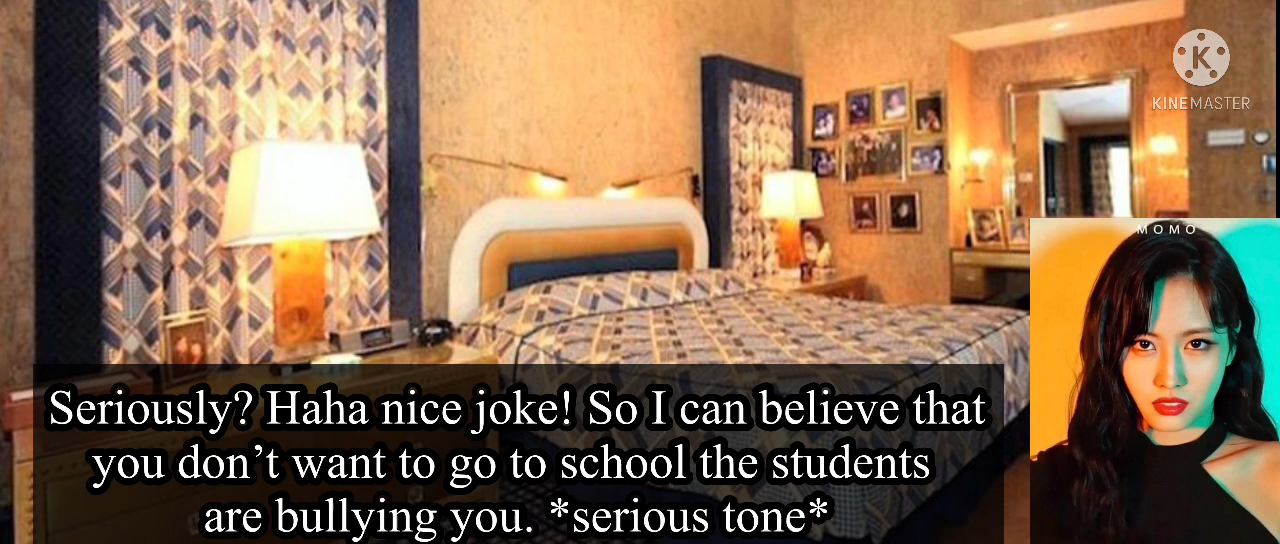 K
KINEMASTER
MOMO
Seriously? Haha nice joke! So I can believe that
you don’t want to go to school the students
are bullying you. *serious tone*